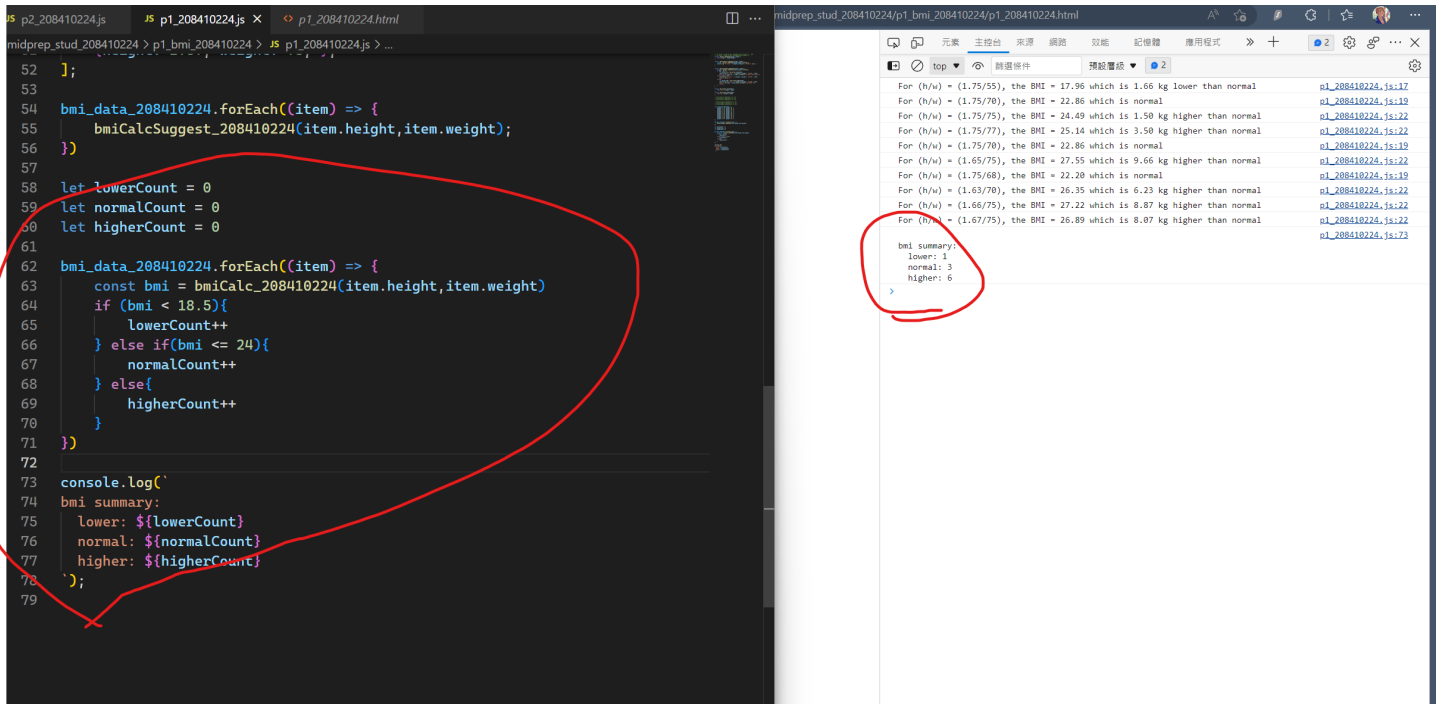 JS p2_208410224.js JS p1_208410224.js × <> p1_208410224.html ···
midprep_stud_208410224 > p1_bmi_208410224 > JS p1_208410224.js > ...
52 ];
53
54 bmi_data_208410224.forEach((item) => {
55 bmiCalcSuggest_208410224(item.height,item.weight);
56 })
57
58 let lowerCount = 0
59 let normalCount = 0
60 let higherCount = 0
61
62 bmi_data_208410224.forEach((item) => {
63 const bmi = bmiCalc_208410224(item.height,item.weight)
64 if (bmi < 18.5){
65 lowerCount++
66 } else if(bmi <= 24){
67 normalCount++
68 } else{
69 higherCount++
70 }
71 })
72
73 console.log(`
74 bmi summary:
75 lower: ${lowerCount}
76 normal: ${normalCount}
77 higher: ${higherCount}
78 `);
79
midprep_stud_208410224/p1_bmi_208410224/p1_208410224.html
元素 主控台 來源 網路 效能 記憶體 應用程式 » + 2 ··· ×
top ▼ 篩選條件 預設層級 ▼ 2
For (h/w) = (1.75/55), the BMI = 17.96 which is 1.66 kg lower than normal p1_208410224.js:17
For (h/w) = (1.75/70), the BMI = 22.86 which is normal p1_208410224.js:19
For (h/w) = (1.75/75), the BMI = 24.49 which is 1.50 kg higher than normal p1_208410224.js:22
For (h/w) = (1.75/77), the BMI = 25.14 which is 3.50 kg higher than normal p1_208410224.js:22
For (h/w) = (1.75/70), the BMI = 22.86 which is normal p1_208410224.js:19
For (h/w) = (1.65/75), the BMI = 27.55 which is 9.66 kg higher than normal p1_208410224.js:22
For (h/w) = (1.75/68), the BMI = 22.20 which is normal p1_208410224.js:19
For (h/w) = (1.63/70), the BMI = 26.35 which is 6.23 kg higher than normal p1_208410224.js:22
For (h/w) = (1.66/75), the BMI = 27.22 which is 8.87 kg higher than normal p1_208410224.js:22
For (h/w) = (1.67/75), the BMI = 26.89 which is 8.07 kg higher than normal p1_208410224.js:22
p1_208410224.js:73
bmi summary:
lower: 1
normal: 3
higher: 6
>